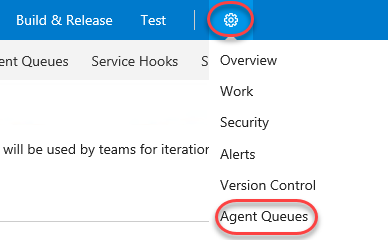 Build & Release Test
ent Queues Service Hooks S
Overview
Work
Security
will be used by teams for iteration
Alerts
Version Control
Agent Queues